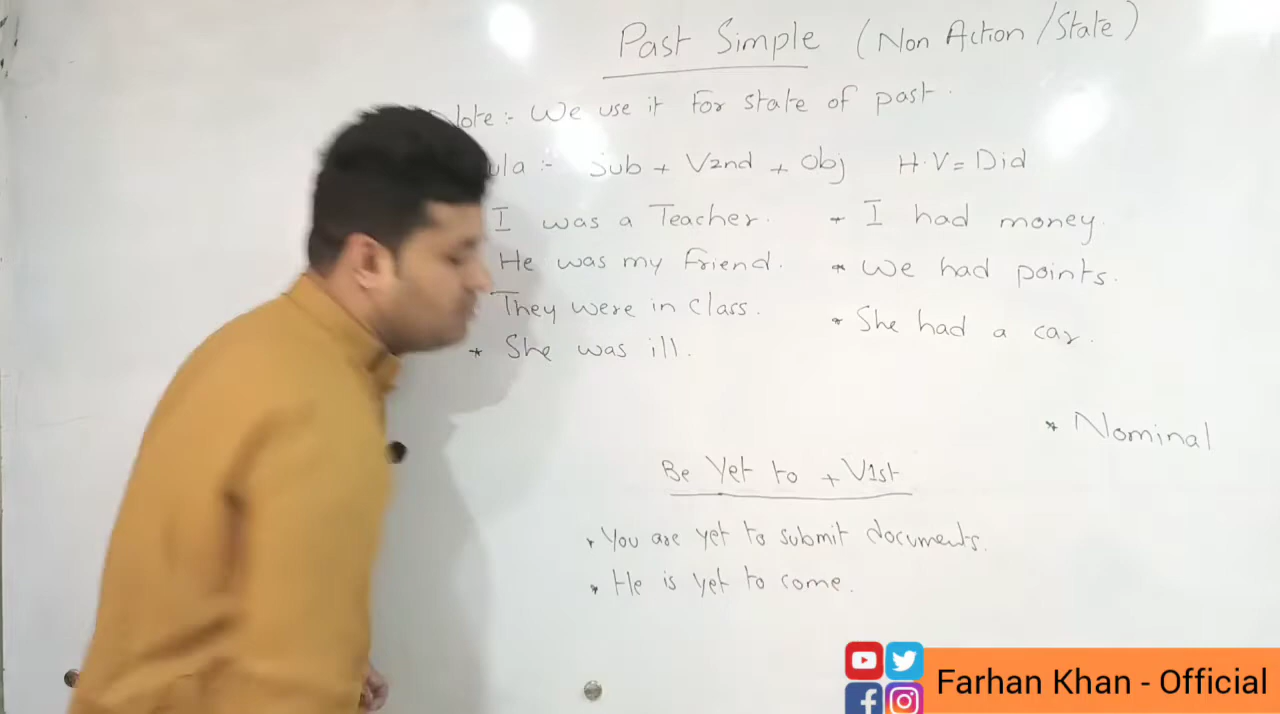 Past Simple (Non Action/State)
Note:- We use it for state of past.
ula :- Sub + V2nd + Obj H.V = Did
I was a Teacher.
He was my friend.
They were in class.
* She was ill.
* I had money.
* We had points.
* She had a car.
* Nominal
Be Yet to + V1st
* You are yet to submit documents.
* He is yet to come.
Farhan Khan - Official